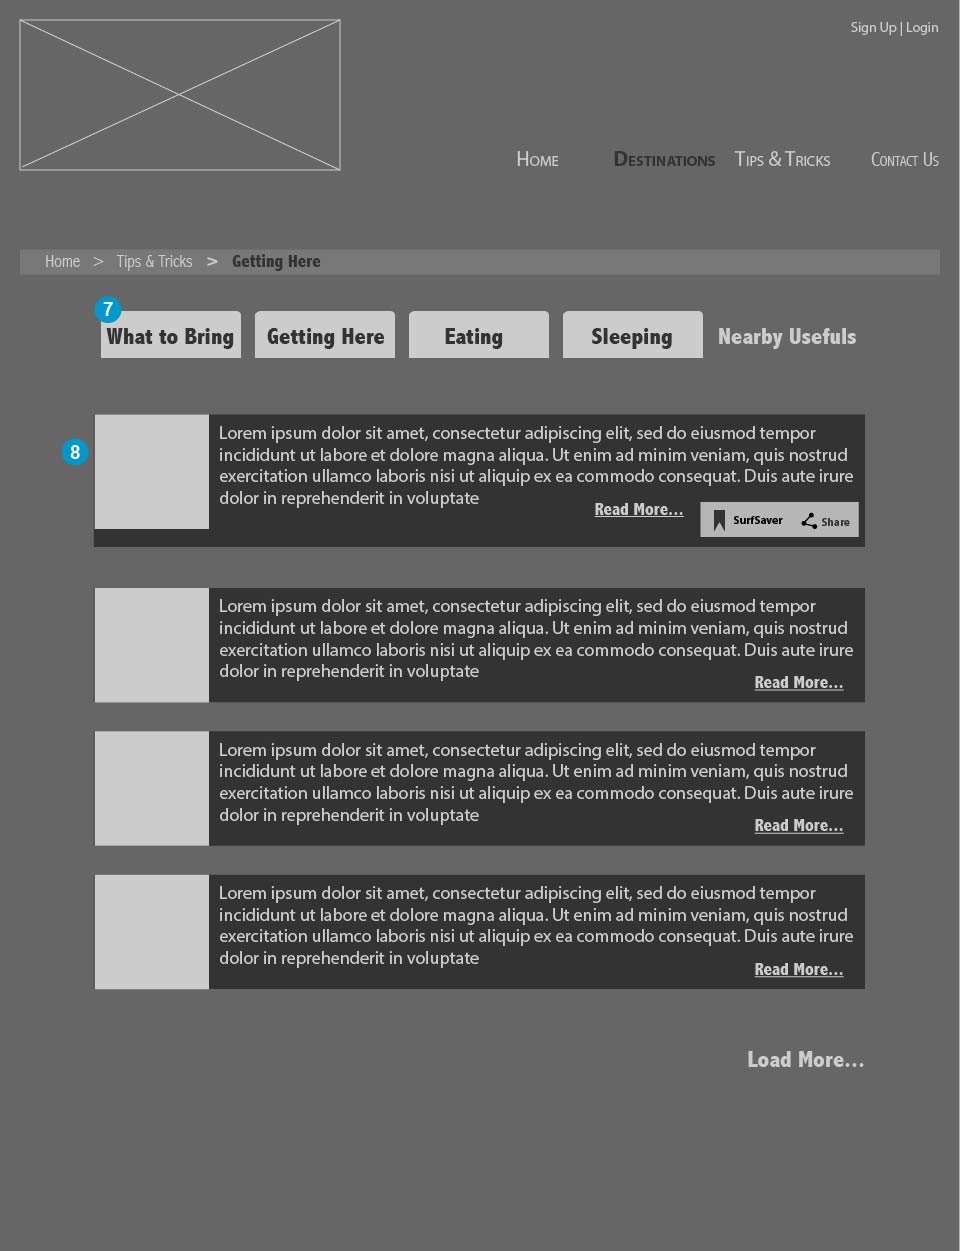 Sign Up | Login
Home Destinations Tips & Tricks Contact Us
Home > Tips & Tricks > Getting Here
7
What to Bring Getting Here Eating Sleeping Nearby Usefuls
8
Lorem ipsum dolor sit amet, consectetur adipiscing elit, sed do eiusmod tempor
incididunt ut labore et dolore magna aliqua. Ut enim ad minim veniam, quis nostrud
exercitation ullamco laboris nisi ut aliquip ex ea commodo consequat. Duis aute irure
dolor in reprehenderit in voluptate
Read More...
SurfSaver Share
Lorem ipsum dolor sit amet, consectetur adipiscing elit, sed do eiusmod tempor
incididunt ut labore et dolore magna aliqua. Ut enim ad minim veniam, quis nostrud
exercitation ullamco laboris nisi ut aliquip ex ea commodo consequat. Duis aute irure
dolor in reprehenderit in voluptate
Read More...
Lorem ipsum dolor sit amet, consectetur adipiscing elit, sed do eiusmod tempor
incididunt ut labore et dolore magna aliqua. Ut enim ad minim veniam, quis nostrud
exercitation ullamco laboris nisi ut aliquip ex ea commodo consequat. Duis aute irure
dolor in reprehenderit in voluptate
Read More...
Lorem ipsum dolor sit amet, consectetur adipiscing elit, sed do eiusmod tempor
incididunt ut labore et dolore magna aliqua. Ut enim ad minim veniam, quis nostrud
exercitation ullamco laboris nisi ut aliquip ex ea commodo consequat. Duis aute irure
dolor in reprehenderit in voluptate
Read More...
Load More...